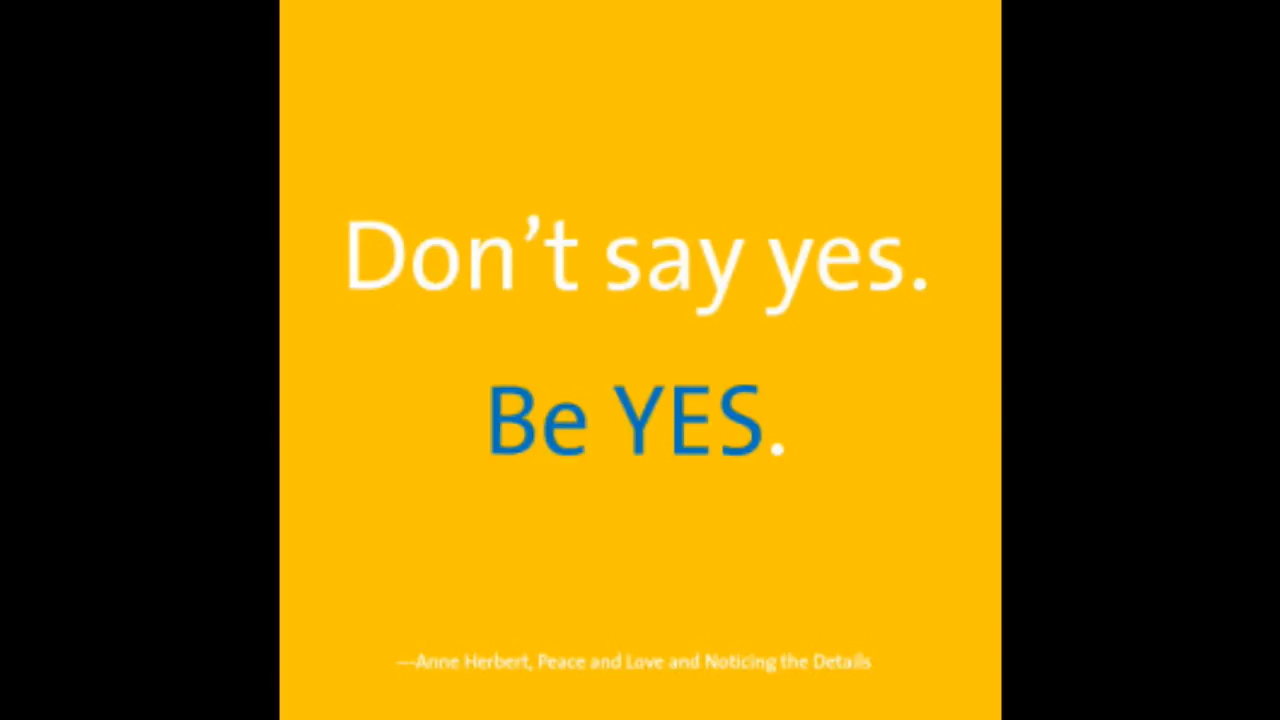 Don’t say yes.
Be YES.
—Anne Herbert, Peace and Love and Noticing the Details